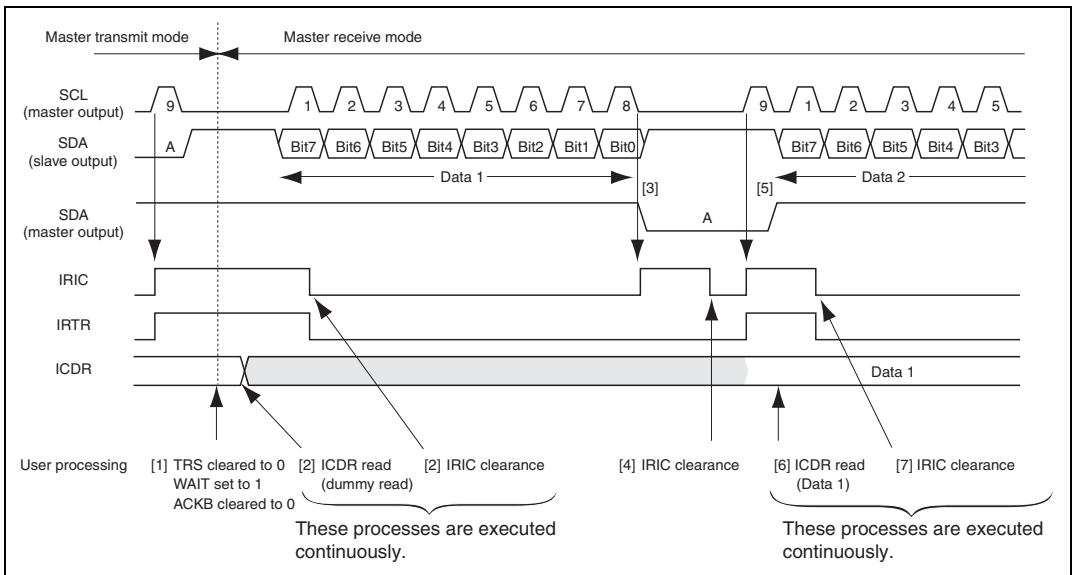 Master transmit mode
Master receive mode
SCL
(master output)
9
1
2
3
4
5
6
7
8
9
1
2
3
4
5
SDA
(slave output)
A
Bit7
Bit6
Bit5
Bit4
Bit3
Bit2
Bit1
Bit0
Bit7
Bit6
Bit5
Bit4
Bit3
Data 1
[3]
[5]
Data 2
SDA
(master output)
A
IRIC
IRTR
ICDR
Data 1
User processing
[1] TRS cleared to 0
WAIT set to 1
ACKB cleared to 0
[2] ICDR read
(dummy read)
[2] IRIC clearance
[4] IRIC clearance
[6] ICDR read
(Data 1)
[7] IRIC clearance
These processes are executed
continuously.
These processes are executed
continuously.